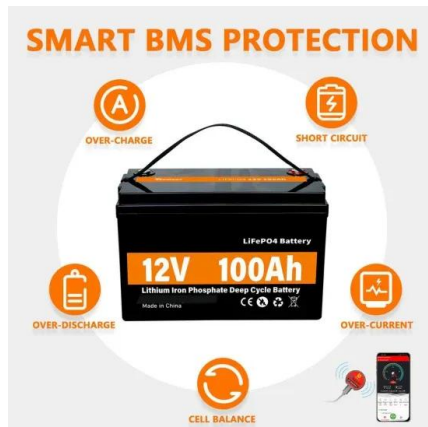 SMART BMS PROTECTION
A
OVER-CHARGE
SHORT CIRCUIT
LiFePO4 Battery
12V 100Ah
Lithium Iron Phosphate Deep Cycle Battery
Made in China
CE
OVER-DISCHARGE
OVER-CURRENT
CELL BALANCE